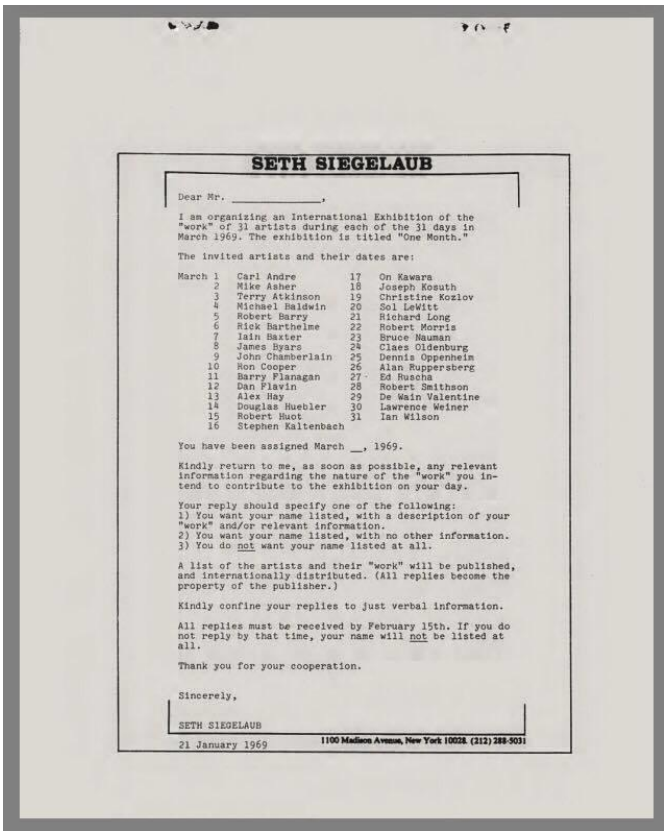 SETH SIEGELAUB
Dear Mr. ______________,
I am organizing an International Exhibition of the
"work" of 31 artists during each of the 31 days in
March 1969. The exhibition is titled "One Month."
The invited artists and their dates are:
March 1 Carl Andre 17 On Kawara
2 Mike Asher 18 Joseph Kosuth
3 Terry Atkinson 19 Christine Kozlov
4 Michael Baldwin 20 Sol LeWitt
5 Robert Barry 21 Richard Long
6 Rick Barthelme 22 Robert Morris
7 Iain Baxter 23 Bruce Nauman
8 James Byars 24 Claes Oldenburg
9 John Chamberlain 25 Dennis Oppenheim
10 Ron Cooper 26 Alan Ruppersberg
11 Barry Flanagan 27 Ed Ruscha
12 Dan Flavin 28 Robert Smithson
13 Alex Hay 29 De Wain Valentine
14 Douglas Huebler 30 Lawrence Weiner
15 Robert Huot 31 Ian Wilson
16 Stephen Kaltenbach
You have been assigned March __, 1969.
Kindly return to me, as soon as possible, any relevant
information regarding the nature of the "work" you in-
tend to contribute to the exhibition on your day.
Your reply should specify one of the following:
1) You want your name listed, with a description of your
"work" and/or relevant information.
2) You want your name listed, with no other information.
3) You do not want your name listed at all.
A list of the artists and their "work" will be published,
and internationally distributed. (All replies become the
property of the publisher.)
Kindly confine your replies to just verbal information.
All replies must be received by February 15th. If you do
not reply by that time, your name will not be listed at
all.
Thank you for your cooperation.
Sincerely,
SETH SIEGELAUB
21 January 1969 1100 Madison Avenue, New York 10028. (212) 288-5031